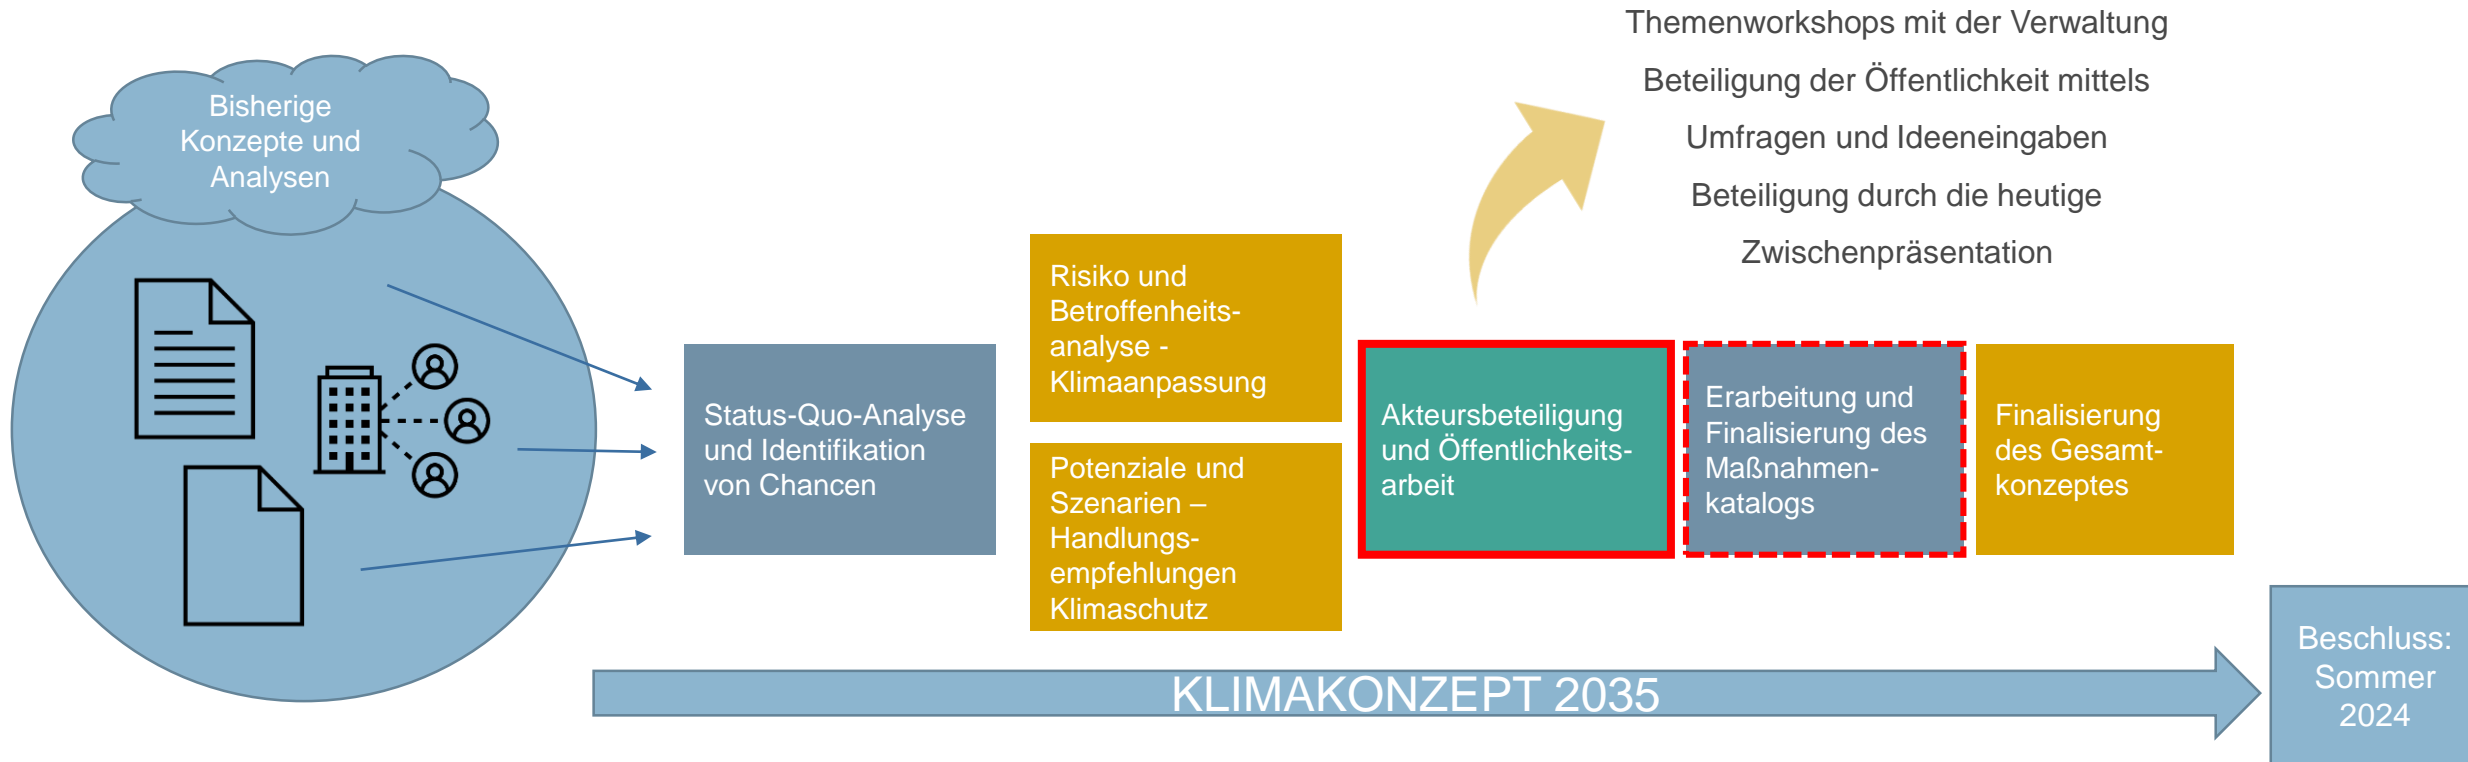 Themenworkshops mit der Verwaltung
Beteiligung der Öffentlichkeit mittels
Umfragen und Ideeneingaben
Beteiligung durch die heutige
Zwischenpräsentation
Bisherige
Konzepte und
Analysen
Status-Quo-Analyse
und Identifikation
von Chancen
Risiko und
Betroffenheits-
analyse -
Klimaanpassung
Potenziale und
Szenarien –
Handlungs-
empfehlungen
Klimaschutz
Akteursbeteiligung
und Öffentlichkeits-
arbeit
Erarbeitung und
Finalisierung des
Maßnahmen-
katalogs
Finalisierung
des Gesamt-
konzeptes
KLIMAKONZEPT 2035
Beschluss:
Sommer
2024